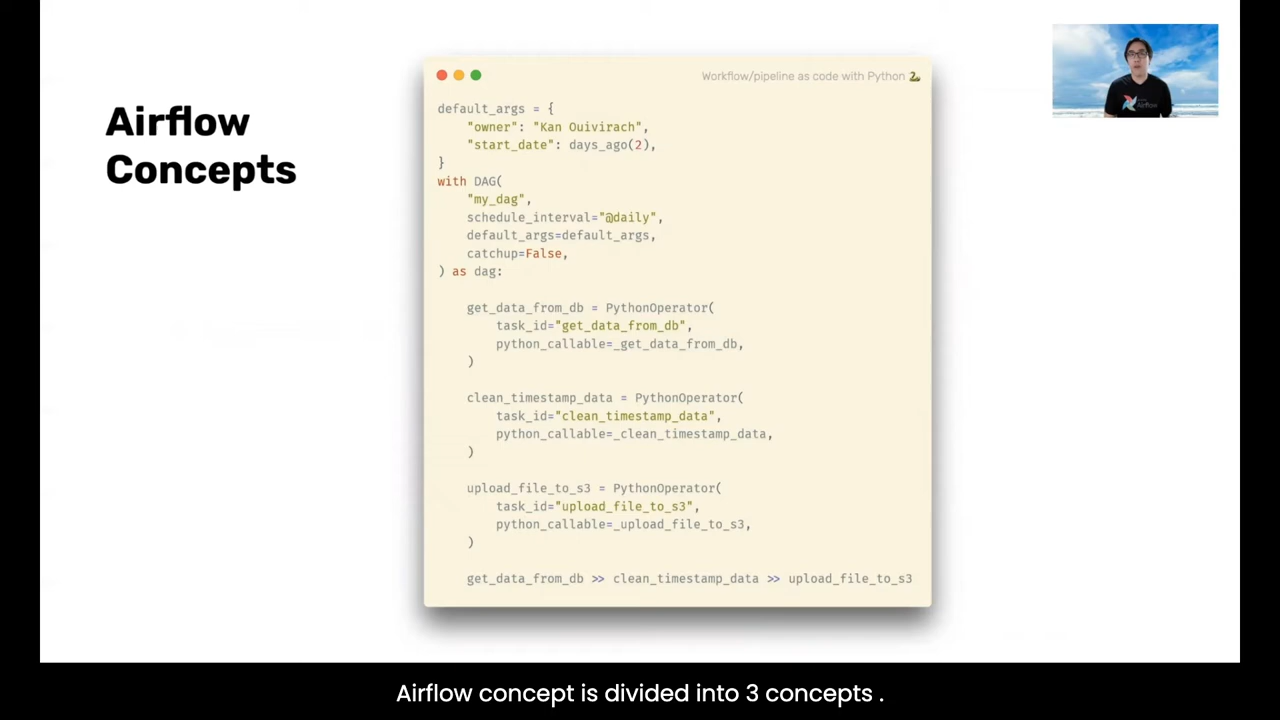 Airflow
Concepts
Workflow/pipeline as code with Python 🐍
default_args = {
    "owner": "Kan Ouivirach",
    "start_date": days_ago(2),
}
with DAG(
    "my_dag",
    schedule_interval="@daily",
    default_args=default_args,
    catchup=False,
) as dag:
    get_data_from_db = PythonOperator(
        task_id="get_data_from_db",
        python_callable=_get_data_from_db,
    )
    clean_timestamp_data = PythonOperator(
        task_id="clean_timestamp_data",
        python_callable=_clean_timestamp_data,
    )
    upload_file_to_s3 = PythonOperator(
        task_id="upload_file_to_s3",
        python_callable=_upload_file_to_s3,
    )
    get_data_from_db >> clean_timestamp_data >> upload_file_to_s3
Airflow
Airflow concept is divided into 3 concepts .